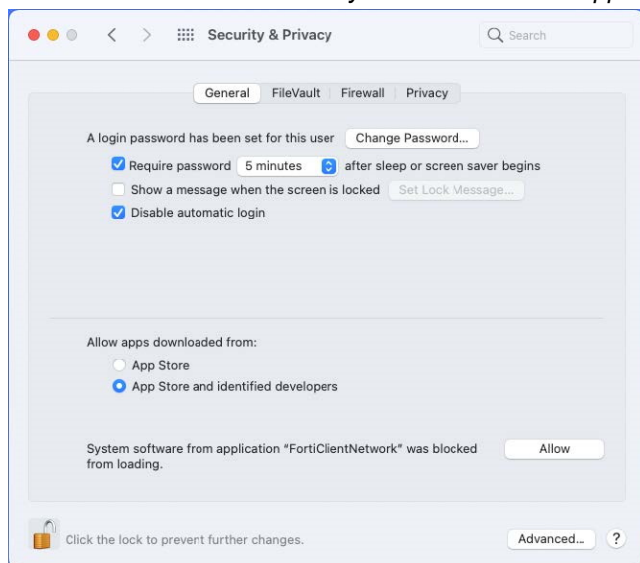 Security & Privacy
Search
General FileVault Firewall Privacy
A login password has been set for this user Change Password...
Require password 5 minutes after sleep or screen saver begins
Show a message when the screen is locked Set Lock Message...
Disable automatic login
Allow apps downloaded from:
App Store
App Store and identified developers
System software from application “FortiClientNetwork” was blocked Allow
from loading.
Click the lock to prevent further changes. Advanced... ?